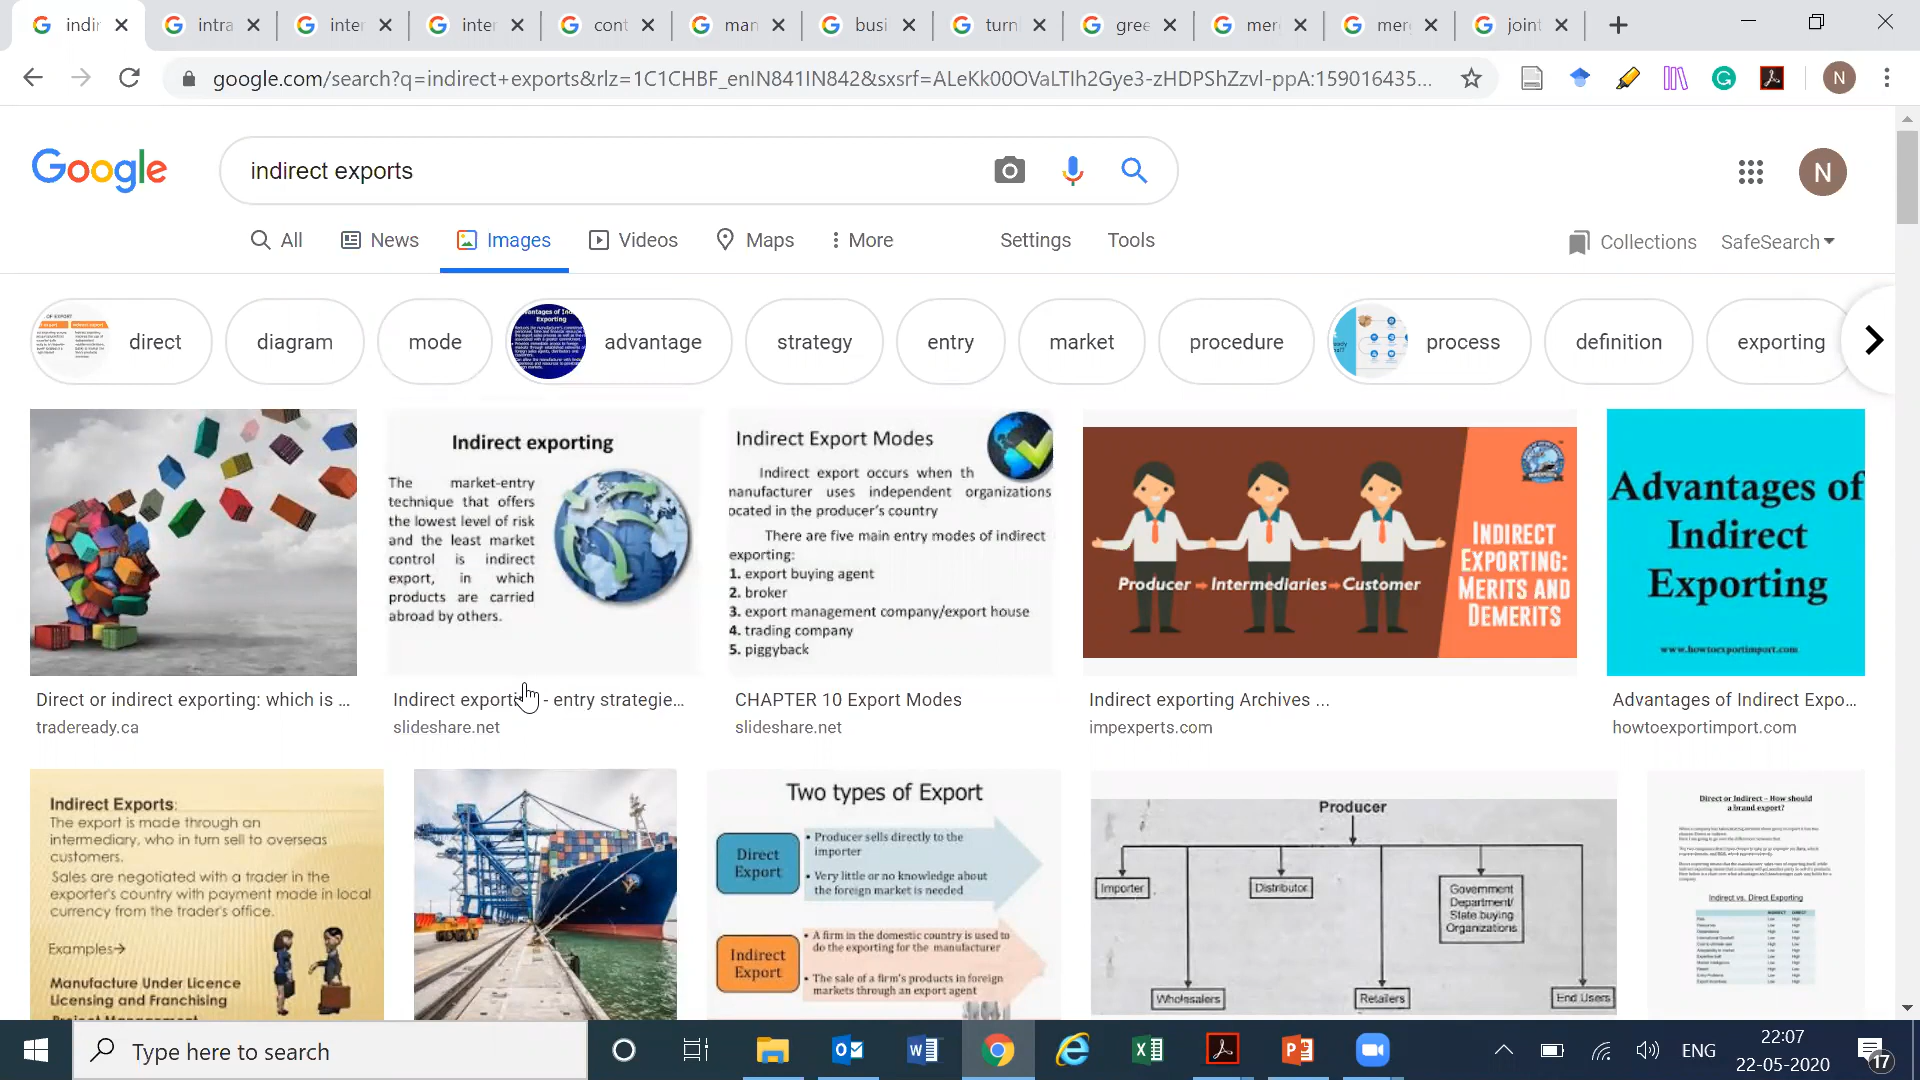 indir
intra
inter
inter
cont
man
busi
turn
gree
mer
mer
joint
google.com/search?q=indirect+exports&rlz=1C1CHBF_enIN841IN842&sxsrf=ALeKk00OVaLTIh2Gye3-zHDPShZzvl-ppA:159016435...
N
Google
indirect exports
N
All
News
Images
Videos
Maps
More
Settings
Tools
Collections
SafeSearch
direct
diagram
mode
advantage
strategy
entry
market
procedure
process
definition
exporting
Indirect exporting
The market-entry
technique that offers
the lowest level of risk
and the least market
control is indirect
export, in which
products are carried
abroad by others.
Indirect Export Modes
Indirect export occurs when th
manufacturer uses independent organizations
ocated in the producer's country
There are five main entry modes of indirect
exporting:
1. export buying agent
2. broker
3. export management company/export house
4. trading company
5. piggyback
Producer Intermediaries Customer
INDIRECT
EXPORTING:
MERITS AND
DEMERITS
Advantages of
Indirect
Exporting
www.howtoexportimport.com
Direct or indirect exporting: which is ...
tradeready.ca
Indirect exporti - entry strategie...
slideshare.net
CHAPTER 10 Export Modes
slideshare.net
Indirect exporting Archives ...
impexperts.com
Advantages of Indirect Expo...
howtoexportimport.com
Indirect Exports:
The export is made through an
intermediary, who in turn sell to overseas
customers.
Sales are negotiated with a trader in the
exporter's country with payment made in local
currency from the trader's office.
Examples→
Manufacture Under Licence
Licensing and Franchising
Project Management
Two types of Export
Direct
Export
• Producer sells directly to the
importer
• Very little or no knowledge about
the foreign market is needed
Indirect
Export
• A firm in the domestic country is used to
do the exporting for the manufacturer
• The sale of a firm's products in foreign
markets through an export agent
Producer
Importer
Distributor
Government
Department/
State buying
Organizations
Wholesalers
Retailers
End Users
Direct or Indirect – How should
a brand export?
Indirect vs. Direct Exporting
Type here to search
ENG
22:07
22-05-2020
17